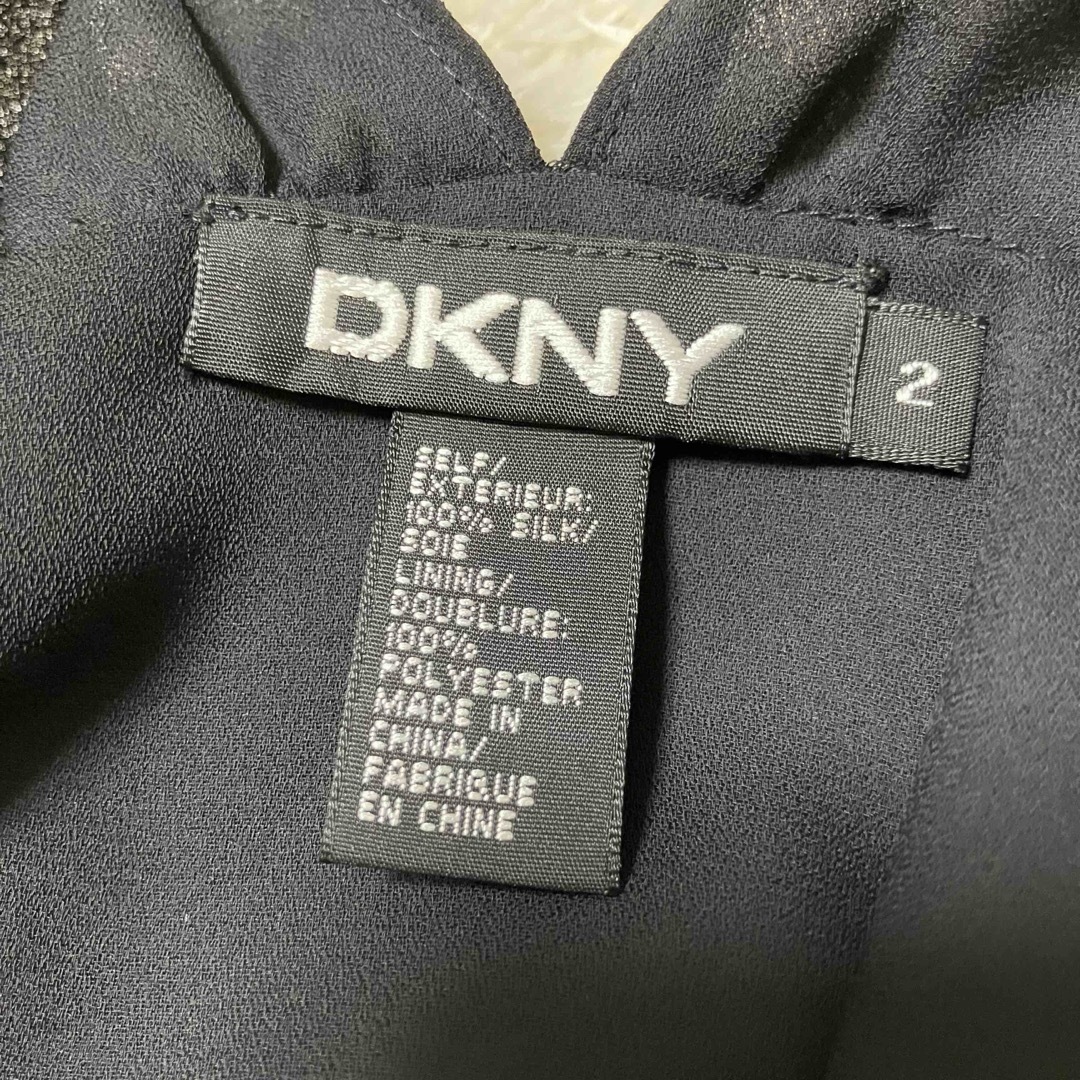 DKNY
2
SELF/
EXTERIEUR:
100% SILK/
SOIE
LINING/
DOUBLURE:
100%
POLYESTER
MADE IN
CHINA/
FABRIQUE
EN CHINE